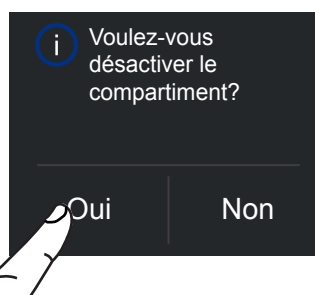 i
Voulez-vous
désactiver le
compartiment?
Oui
Non